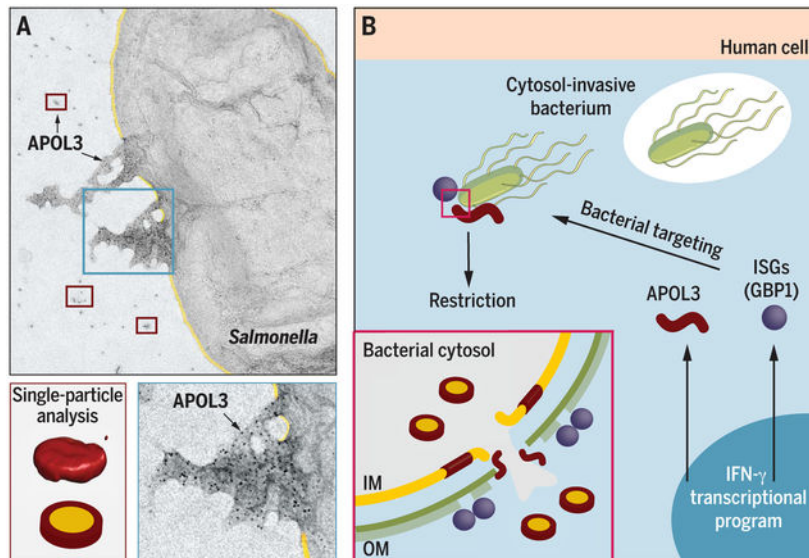 A
APOL3
Salmonella
Single-particle
analysis
APOL3
B
Human cell
Cytosol-invasive
bacterium
Bacterial targeting
ISGs
(GBP1)
APOL3
Restriction
Bacterial cytosol
IM
OM
IFN-γ
transcriptional
program